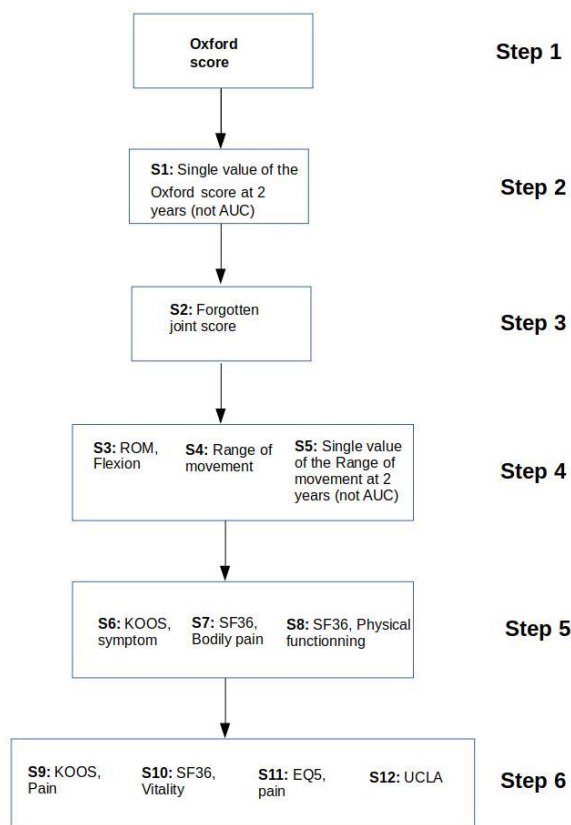 Oxford
score
Step 1
S1: Single value of the
Oxford score at 2
years (not AUC)
Step 2
S2: Forgotten
joint score
Step 3
S3: ROM,
Flexion
S4: Range of
movement
S5: Single value
of the Range of
movement at 2
years (not AUC)
Step 4
S6: KOOS,
symptom
S7: SF36,
Bodily pain
S8: SF36, Physical
functionning
Step 5
S9: KOOS,
Pain
S10: SF36,
Vitality
S11: EQ5,
pain
S12: UCLA
Step 6